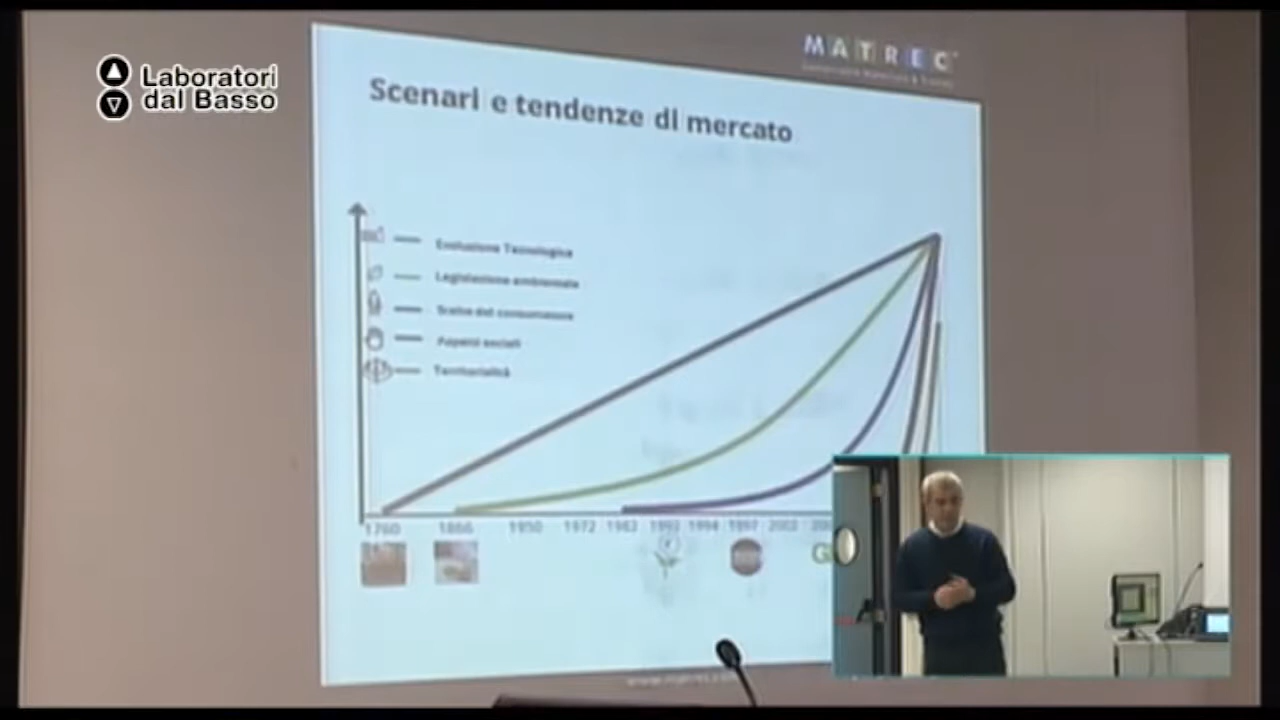 Laboratori
dal Basso
MATREC
Scenari e tendenze di mercato
Evoluzione Tecnologica
Legislazione ambientale
Scelte del consumatore
Aspetti sociali
Territorialità
1760 1866 1950 1972 1982 1992 1994 1997 2002